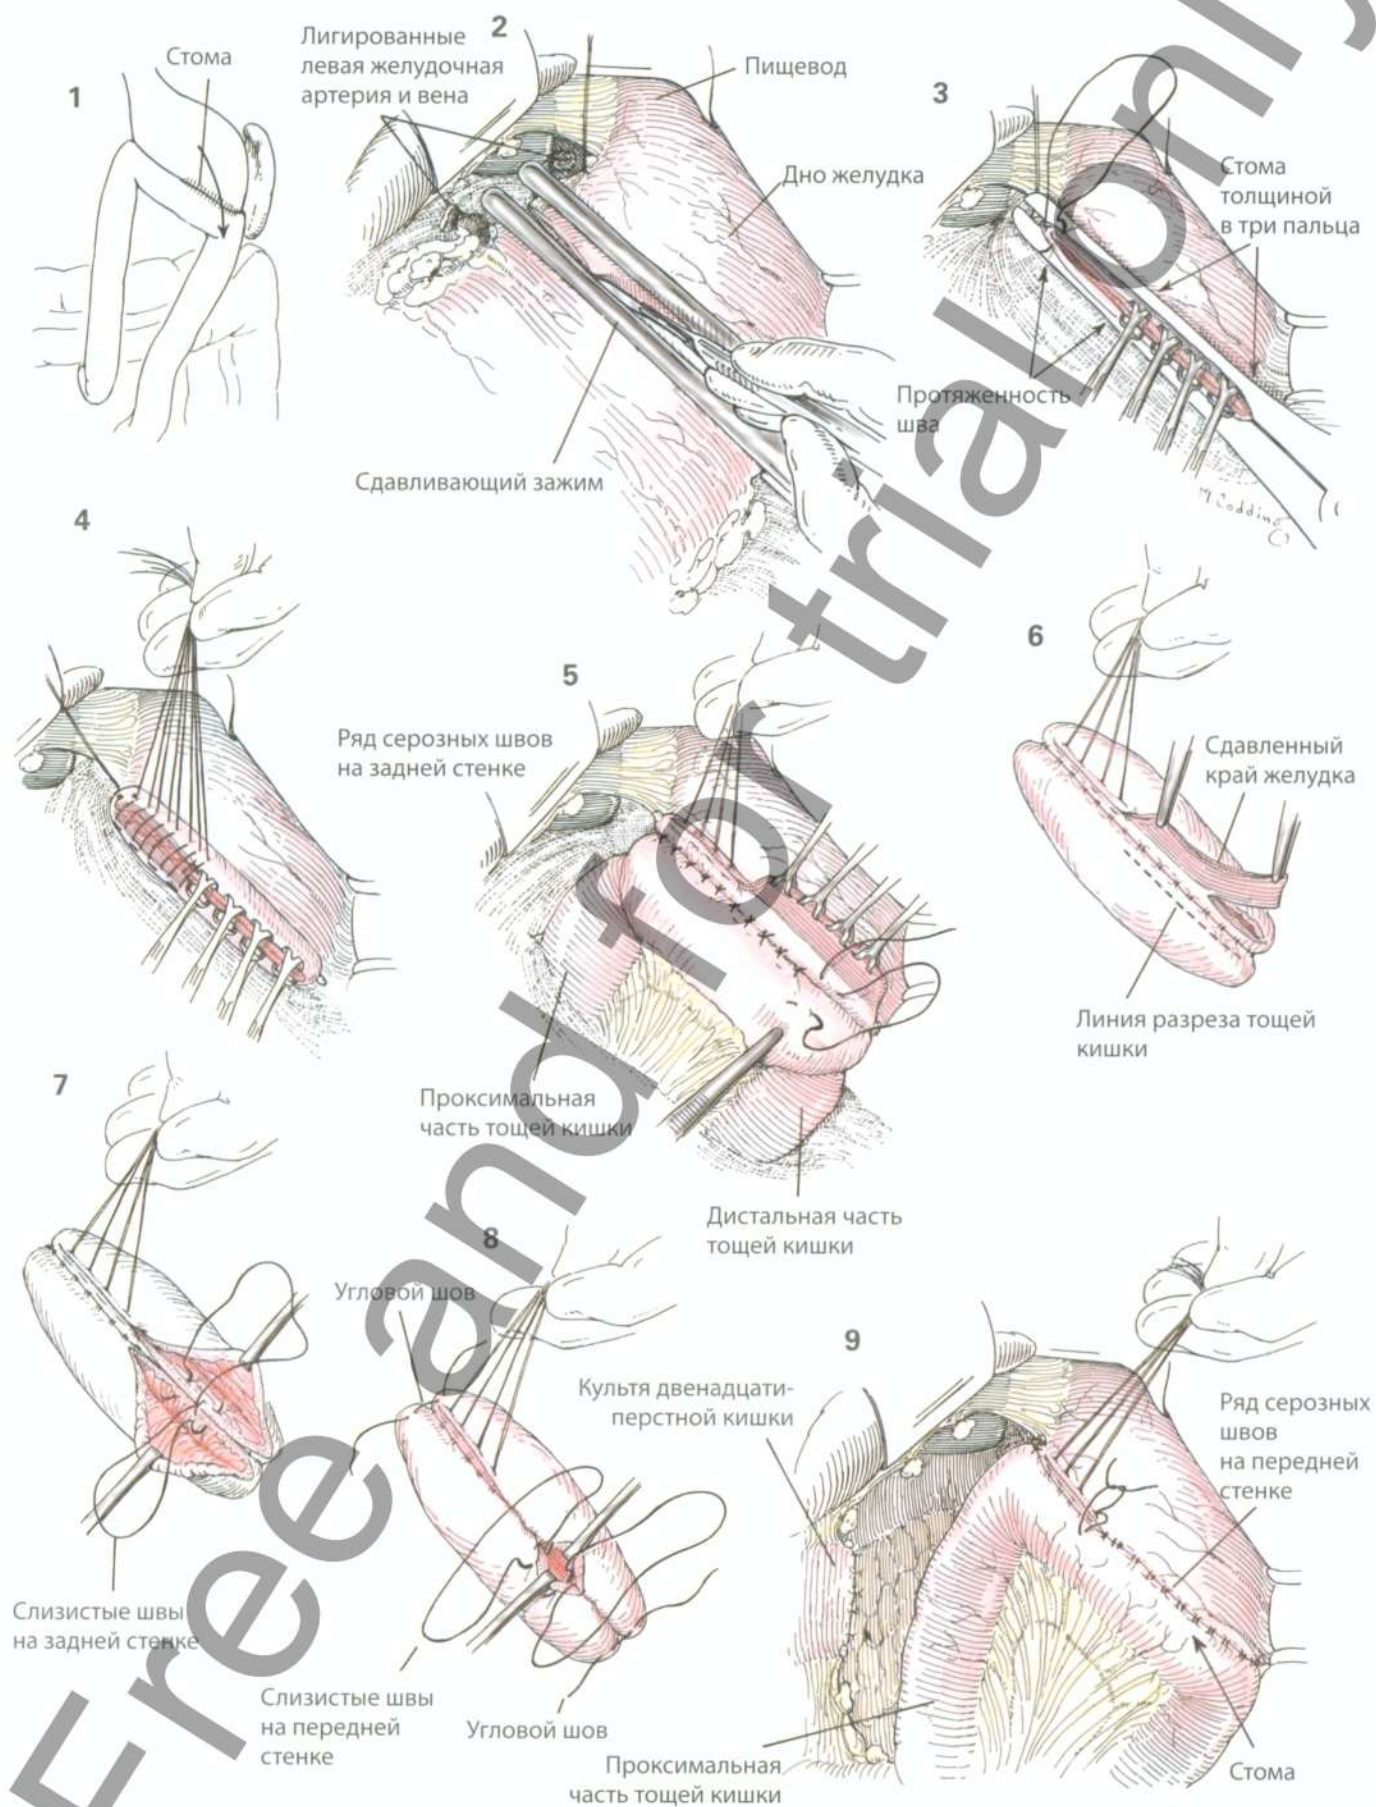 1
Стома
2
Лигированные
левая желудочная
артерия и вена
Пищевод
Дно желудка
Сдавливающий зажим
3
Стома
толщиной
в три пальца
Протяженность
шва
M. Codding
4
5
Ряд серозных швов
на задней стенке
Проксимальная
часть тощей кишки
Дистальная часть
тощей кишки
6
Сдавленный
край желудка
Линия разреза тощей
кишки
7
Слизистые швы
на задней стенке
8
Угловой шов
Слизистые швы
на передней
стенке
Угловой шов
9
Культя двенадцати-
перстной кишки
Ряд серозных
швов
на передней
стенке
Проксимальная
часть тощей кишки
Стома
Free and for trial only